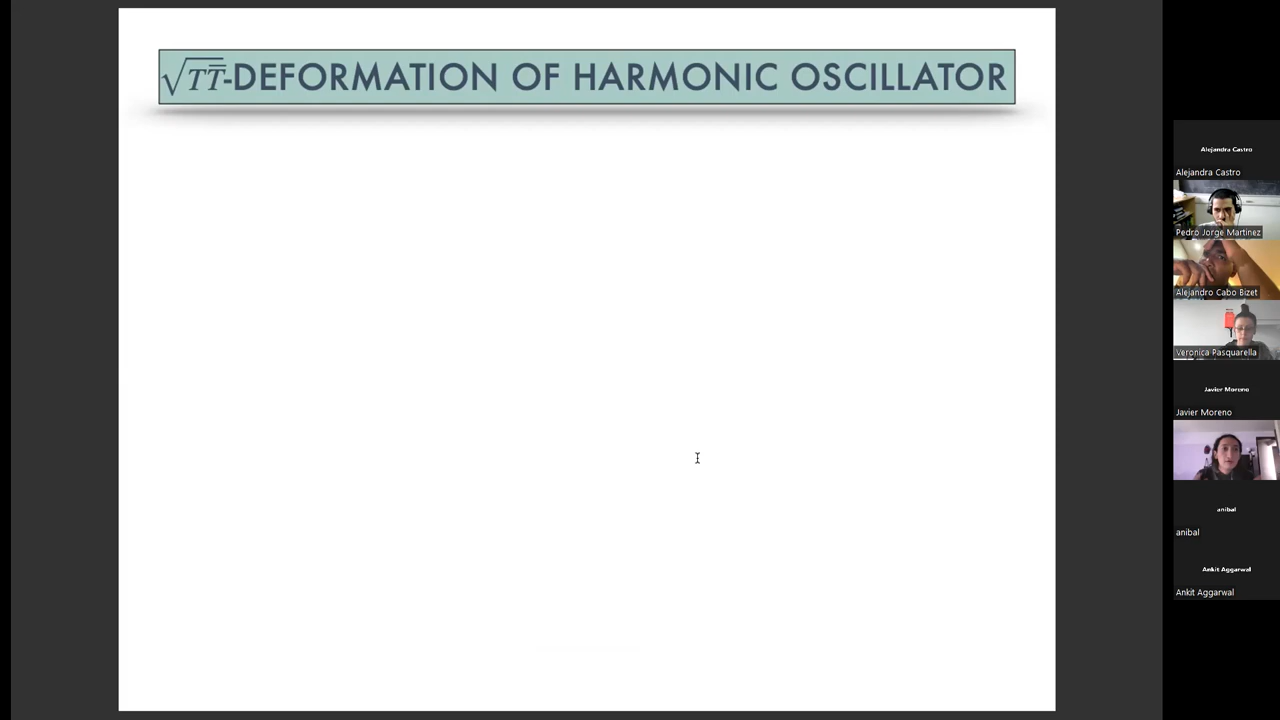 √TT̅-DEFORMATION OF HARMONIC OSCILLATOR
Alejandra Castro
Alejandra Castro
Pedro Jorge Martinez
Alejandro Cabo Bizet
Veronica Pasquarella
Javier Moreno
Javier Moreno
anibal
anibal
Ankit Aggarwal
Ankit Aggarwal